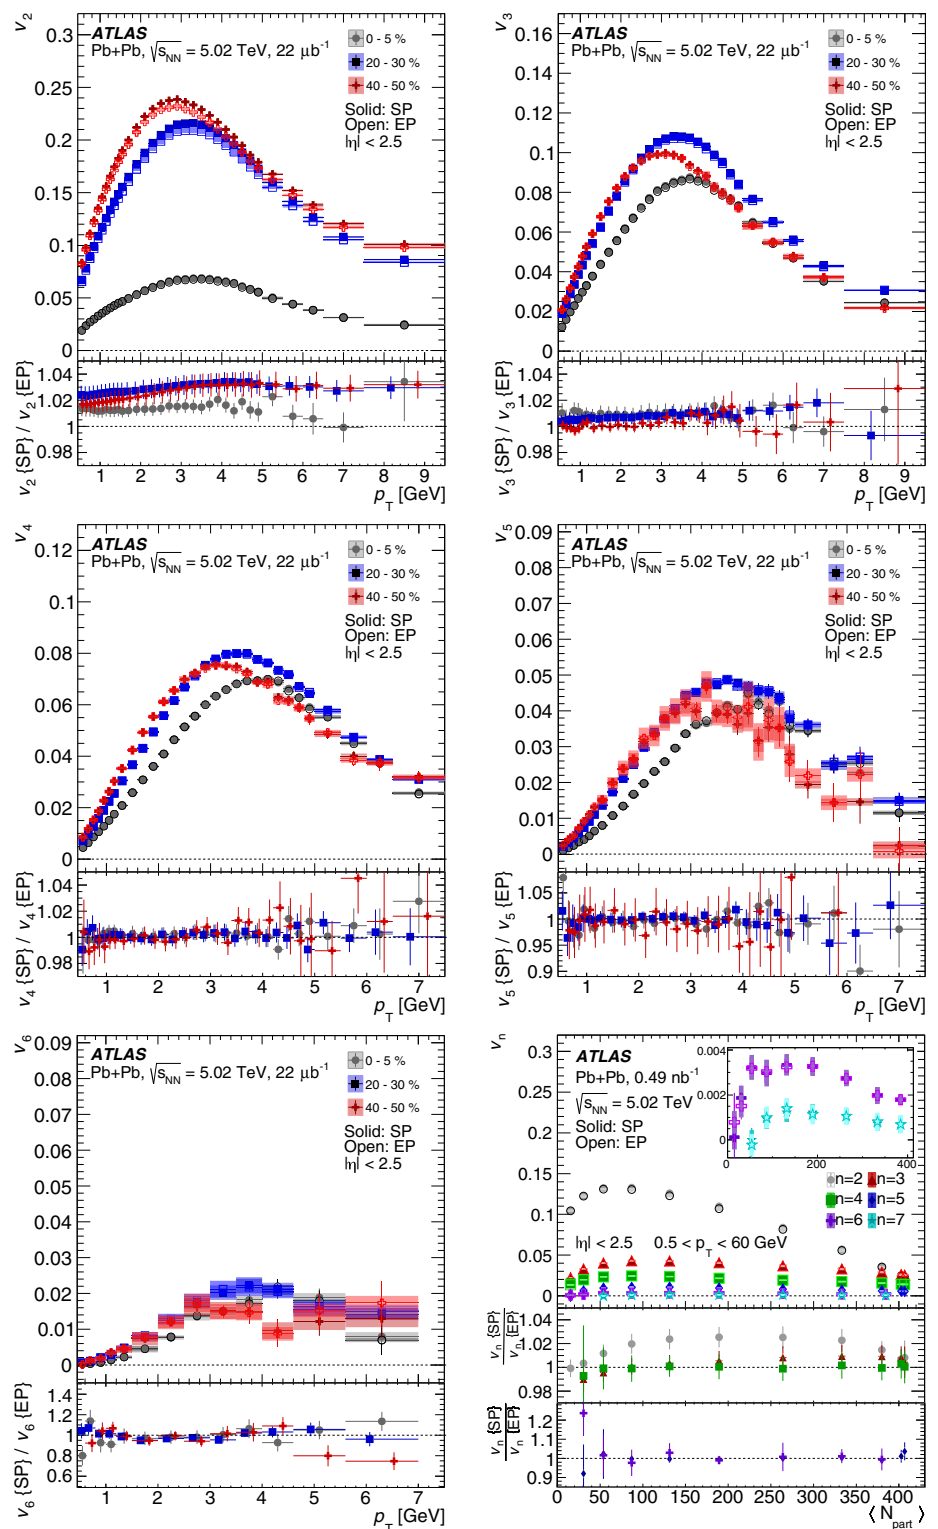 v2
0.3
0.25
0.2
0.15
0.1
0.05
0
ATLAS
Pb+Pb, √sNN = 5.02 TeV, 22 μb-1
0 - 5 %
20 - 30 %
40 - 50 %
Solid: SP
Open: EP
|η| < 2.5
v2 {SP} / v2 {EP}
1.04
1.02
1
0.98
1 2 3 4 5 6 7 8 9
pT [GeV]
v3
0.16
0.14
0.12
0.1
0.08
0.06
0.04
0.02
0
ATLAS
Pb+Pb, √sNN = 5.02 TeV, 22 μb-1
0 - 5 %
20 - 30 %
40 - 50 %
Solid: SP
Open: EP
|η| < 2.5
v3 {SP} / v3 {EP}
1.04
1.02
1
0.98
1 2 3 4 5 6 7 8 9
pT [GeV]
v4
0.12
0.1
0.08
0.06
0.04
0.02
0
ATLAS
Pb+Pb, √sNN = 5.02 TeV, 22 μb-1
0 - 5 %
20 - 30 %
40 - 50 %
Solid: SP
Open: EP
|η| < 2.5
v4 {SP} / v4 {EP}
1.04
1.02
1
0.98
1 2 3 4 5 6 7
pT [GeV]
v5
0.09
0.08
0.07
0.06
0.05
0.04
0.03
0.02
0.01
0
ATLAS
Pb+Pb, √sNN = 5.02 TeV, 22 μb-1
0 - 5 %
20 - 30 %
40 - 50 %
Solid: SP
Open: EP
|η| < 2.5
v5 {SP} / v5 {EP}
1.05
1
0.95
0.9
1 2 3 4 5 6 7
pT [GeV]
v6
0.09
0.08
0.07
0.06
0.05
0.04
0.03
0.02
0.01
0
ATLAS
Pb+Pb, √sNN = 5.02 TeV, 22 μb-1
0 - 5%
20 - 30 %
40 - 50 %
Solid: SP
Open: EP
|η| < 2.5
v6 {SP} / v6 {EP}
1.4
1.2
1
0.8
0.6
1 2 3 4 5 6 7
pT [GeV]
vn
0.3
0.25
0.2
0.15
0.1
0.05
0
ATLAS
Pb+Pb, 0.49 nb-1
√sNN = 5.02 TeV
Solid: SP
Open: EP
0.004
0.002
0
0 200 400
n=2 n=3
n=4 n=5
n=6 n=7
|η| < 2.5 0.5 < pT < 60 GeV
vn {SP}
vn {EP}
1.04
1.02
1
0.98
vn {SP}
vn {EP}
1.2
1.1
1
0.9
0 50 100 150 200 250 300 350 400
⟨Npart⟩